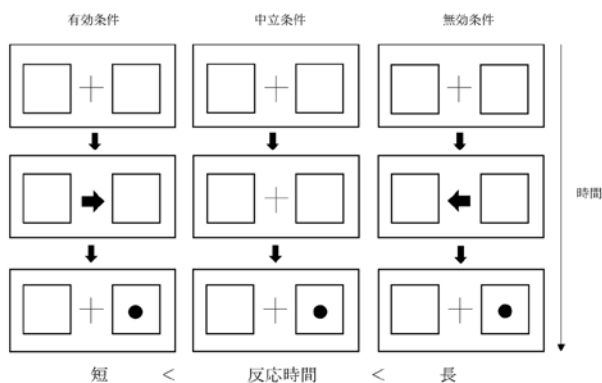 有効条件 中立条件 無効条件
時間
短 < 反応時間 < 長